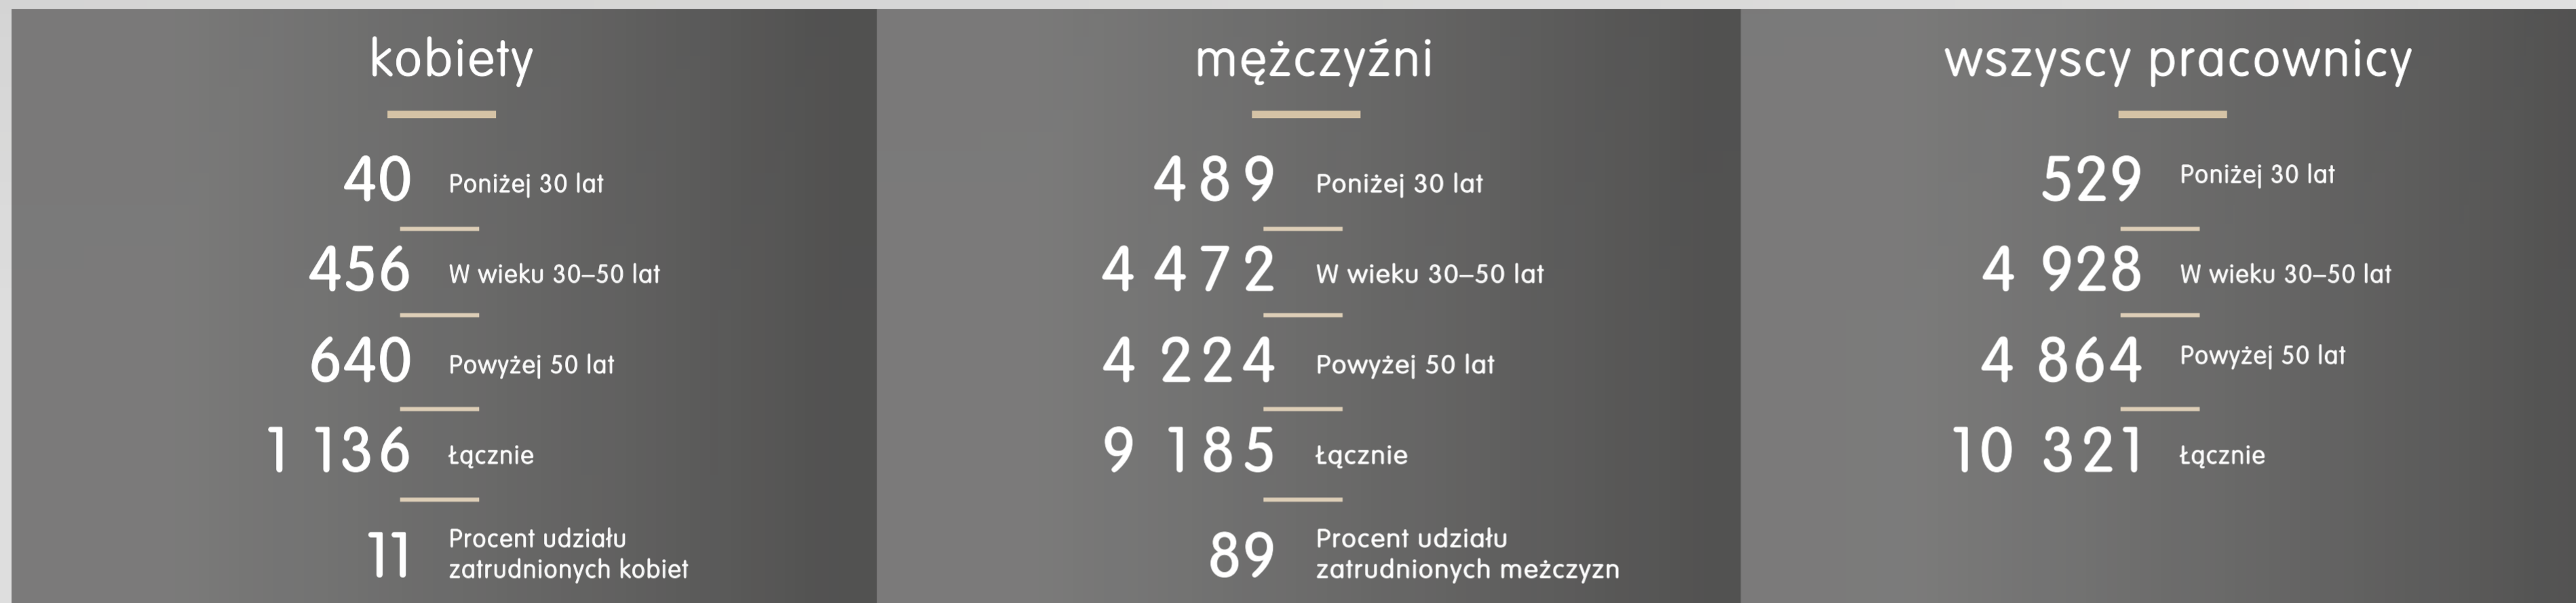 kobiety
40 Poniżej 30 lat
456 W wieku 30–50 lat
640 Powyżej 50 lat
1 136 Łącznie
11 Procent udziału
zatrudnionych kobiet
mężczyźni
489 Poniżej 30 lat
4 472 W wieku 30–50 lat
4 224 Powyżej 50 lat
9 185 Łącznie
89 Procent udziału
zatrudnionych meżczyzn
wszyscy pracownicy
529 Poniżej 30 lat
4 928 W wieku 30–50 lat
4 864 Powyżej 50 lat
10 321 Łącznie